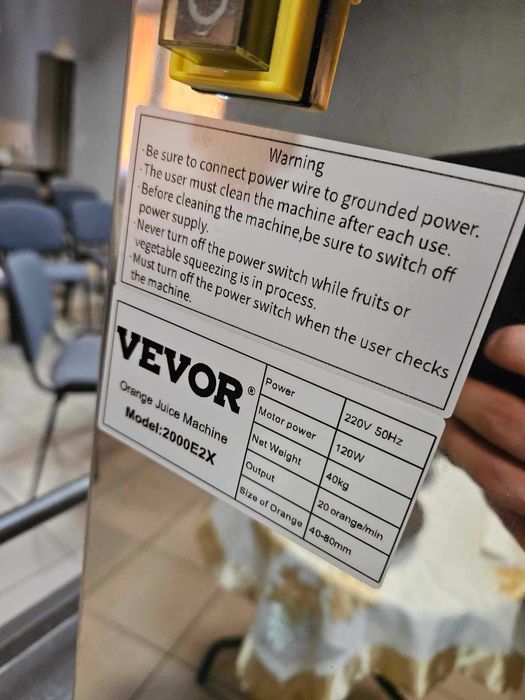 Warning
·Be sure to connect power wire to grounded power.
·The user must clean the machine after each use.
·Before cleaning the machine,be sure to switch off
power supply.
·Never turn off the power switch while fruits or
vegetable squeezing is in process.
·Must turn off the power switch when the user checks
the machine.
VEVOR®
Orange Juice Machine
Model:2000E2X
Power 220V 50Hz
Motor power 120W
Net Weight 40kg
Output 20 orange/min
Size of Orange 40-80mm